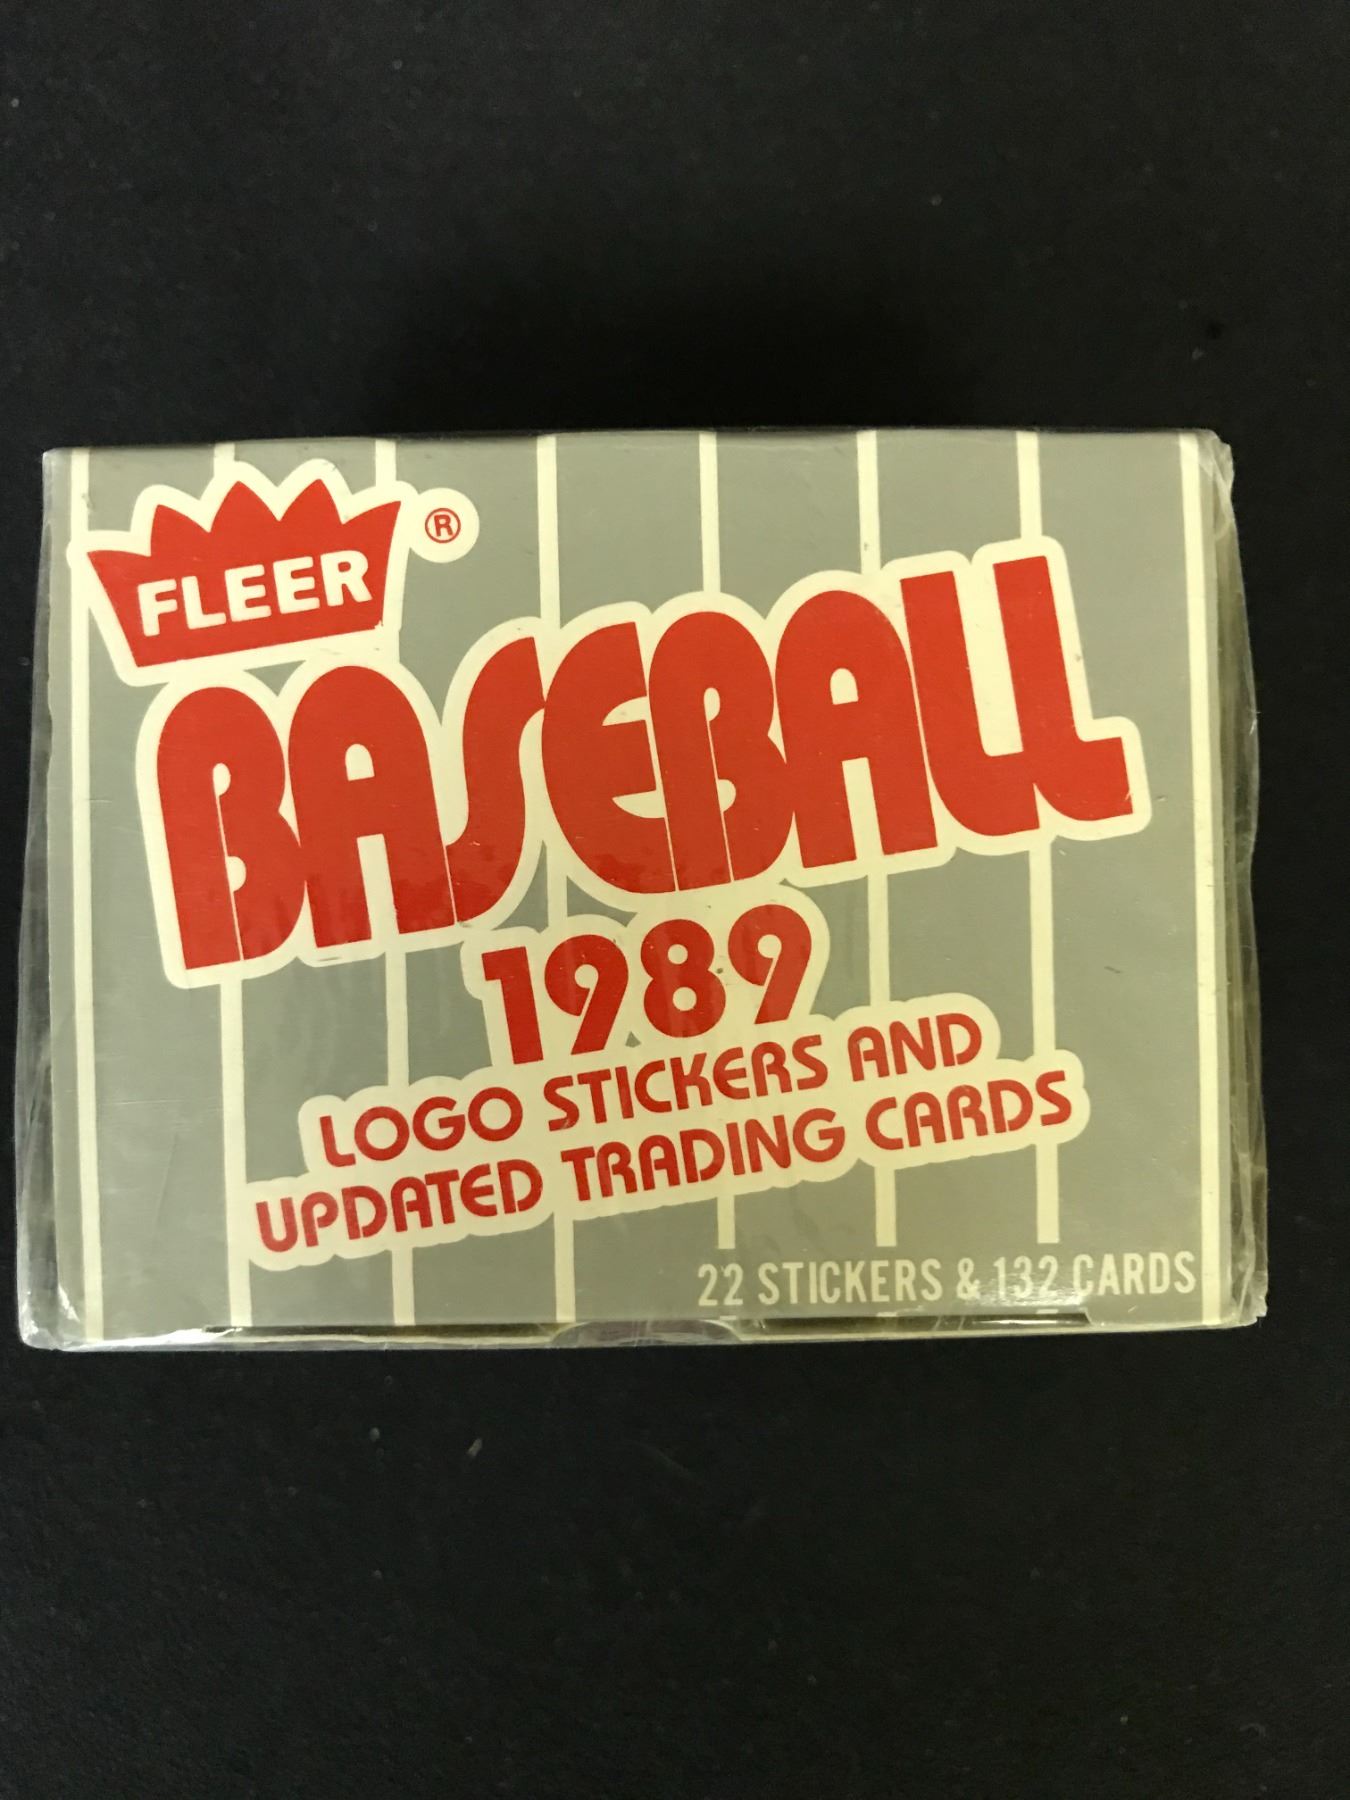 FLEER ®
BASEBALL
1989
LOGO STICKERS AND
UPDATED TRADING CARDS
22 STICKERS & 132 CARDS